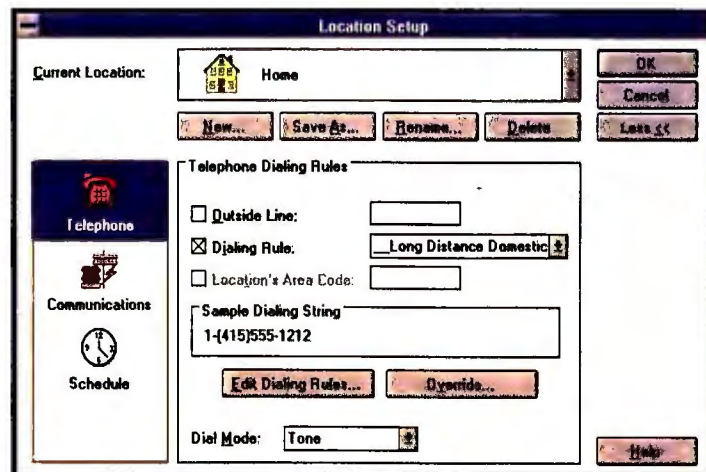 Location Setup
Current Location:
Home
OK
Cancel
New...
Save As...
Rename...
Delete
Less <<
Telephone
Communications
Schedule
Telephone Dialing Rules
Outside Line:
Dialing Rule:
__Long Distance Domestic
Location's Area Code:
Sample Dialing String
1-(415)555-1212
Edit Dialing Rules...
Override...
Dial Mode:
Tone
Help